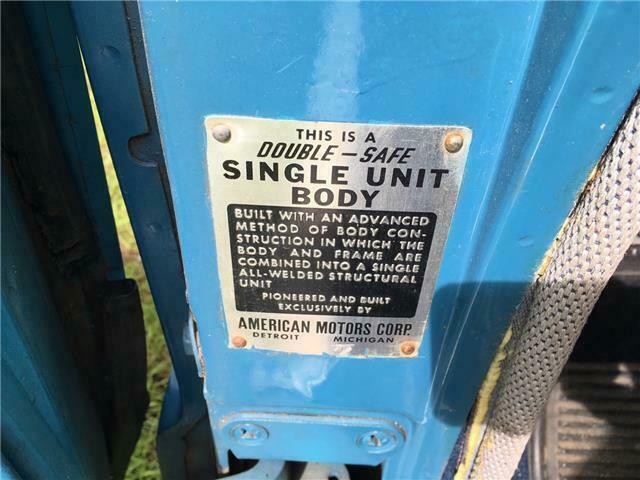 THIS IS A
DOUBLE-SAFE
SINGLE UNIT
BODY
BUILT WITH AN ADVANCED
METHOD OF BODY CON-
STRUCTION IN WHICH THE
BODY AND FRAME ARE
COMBINED INTO A SINGLE
ALL-WELDED STRUCTURAL
UNIT
PIONEERED AND BUILT
EXCLUSIVELY BY
AMERICAN MOTORS CORP.
DETROIT MICHIGAN